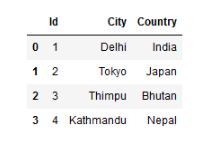 Id City Country
0 1 Delhi India
1 2 Tokyo Japan
2 3 Thimpu Bhutan
3 4 Kathmandu Nepal